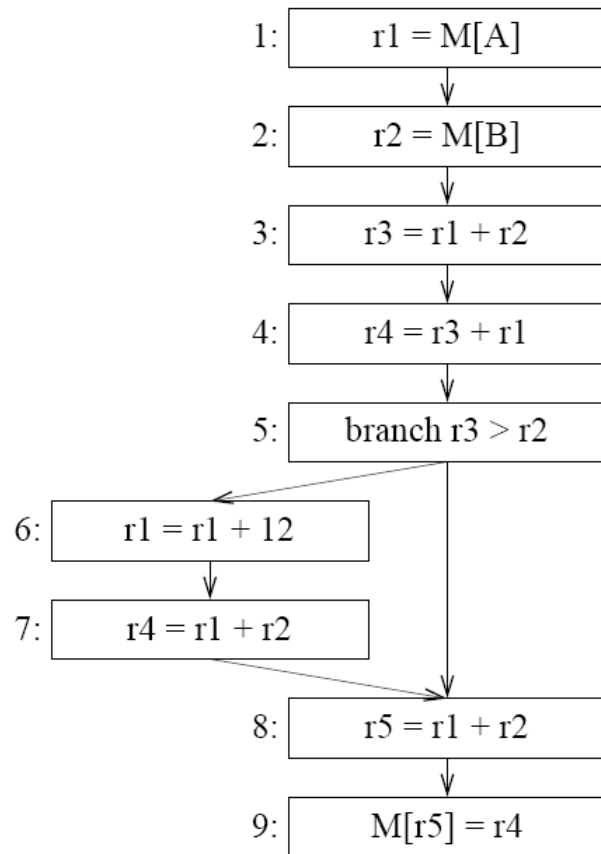 1: r1 = M[A]
2: r2 = M[B]
3: r3 = r1 + r2
4: r4 = r3 + r1
5: branch r3 > r2
6: r1 = r1 + 12
7: r4 = r1 + r2
8: r5 = r1 + r2
9: M[r5] = r4